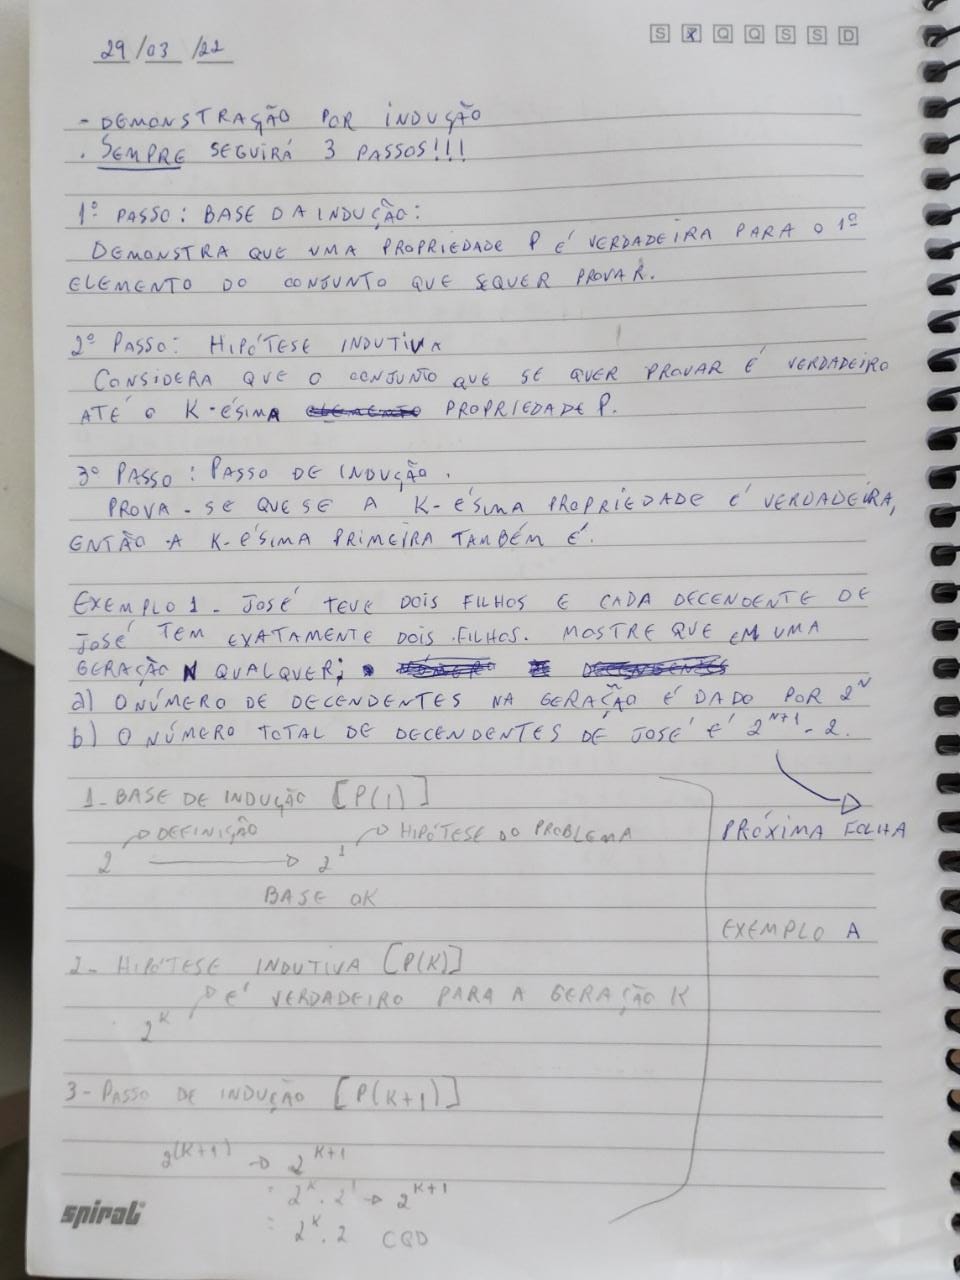 29/03/22
S T Q Q S S D
- DEMONSTRAÇÃO POR INDUÇÃO
. SEMPRE SEGUIRÁ 3 PASSOS!!!
1º PASSO: BASE DA INDUÇÃO:
DEMONSTRA QUE UMA PROPRIEDADE P É VERDADEIRA PARA O 1º
ELEMENTO DO CONJUNTO QUE SEQUER PROVAR.
2º PASSO: HIPÓTESE INDUTIVA
CONSIDERA QUE O CONJUNTO QUE SE QUER PROVAR É VERDADEIRO
ATÉ O K-ÉSIMA ELEMENTO PROPRIEDADE P.
3º PASSO: PASSO DE INDUÇÃO.
PROVA-SE QUE SE A K-ÉSIMA PROPRIEDADE É VERDADEIRA,
ENTÃO A K-ÉSIMA PRIMEIRA TAMBÉM É.
EXEMPLO 1 - JOSÉ TEVE DOIS FILHOS E CADA DECENDENTE DE
JOSÉ TEM EXATAMENTE DOIS FILHOS. MOSTRE QUE EM UMA
GERAÇÃO N QUALQUER; NÚMERO DECENDENTES
a) O NÚMERO DE DECENDENTES NA GERAÇÃO É DADO POR 2^N
b) O NÚMERO TOTAL DE DECENDENTES DE JOSÉ É 2^N+1 - 2.
PRÓXIMA FOLHA
1- BASE DE INDUÇÃO [P(1)]
DEFINIÇÃO HIPÓTESE DO PROBLEMA
2 → 2^1
BASE OK
EXEMPLO A
2- HIPÓTESE INDUTIVA [P(K)]
É VERDADEIRO PARA A GERAÇÃO K
2^K
3- PASSO DE INDUÇÃO [P(K+1)]
2^(K+1) → 2^K+1
= 2^K . 2^1 → 2^K+1
= 2^K . 2 CQD
spiral